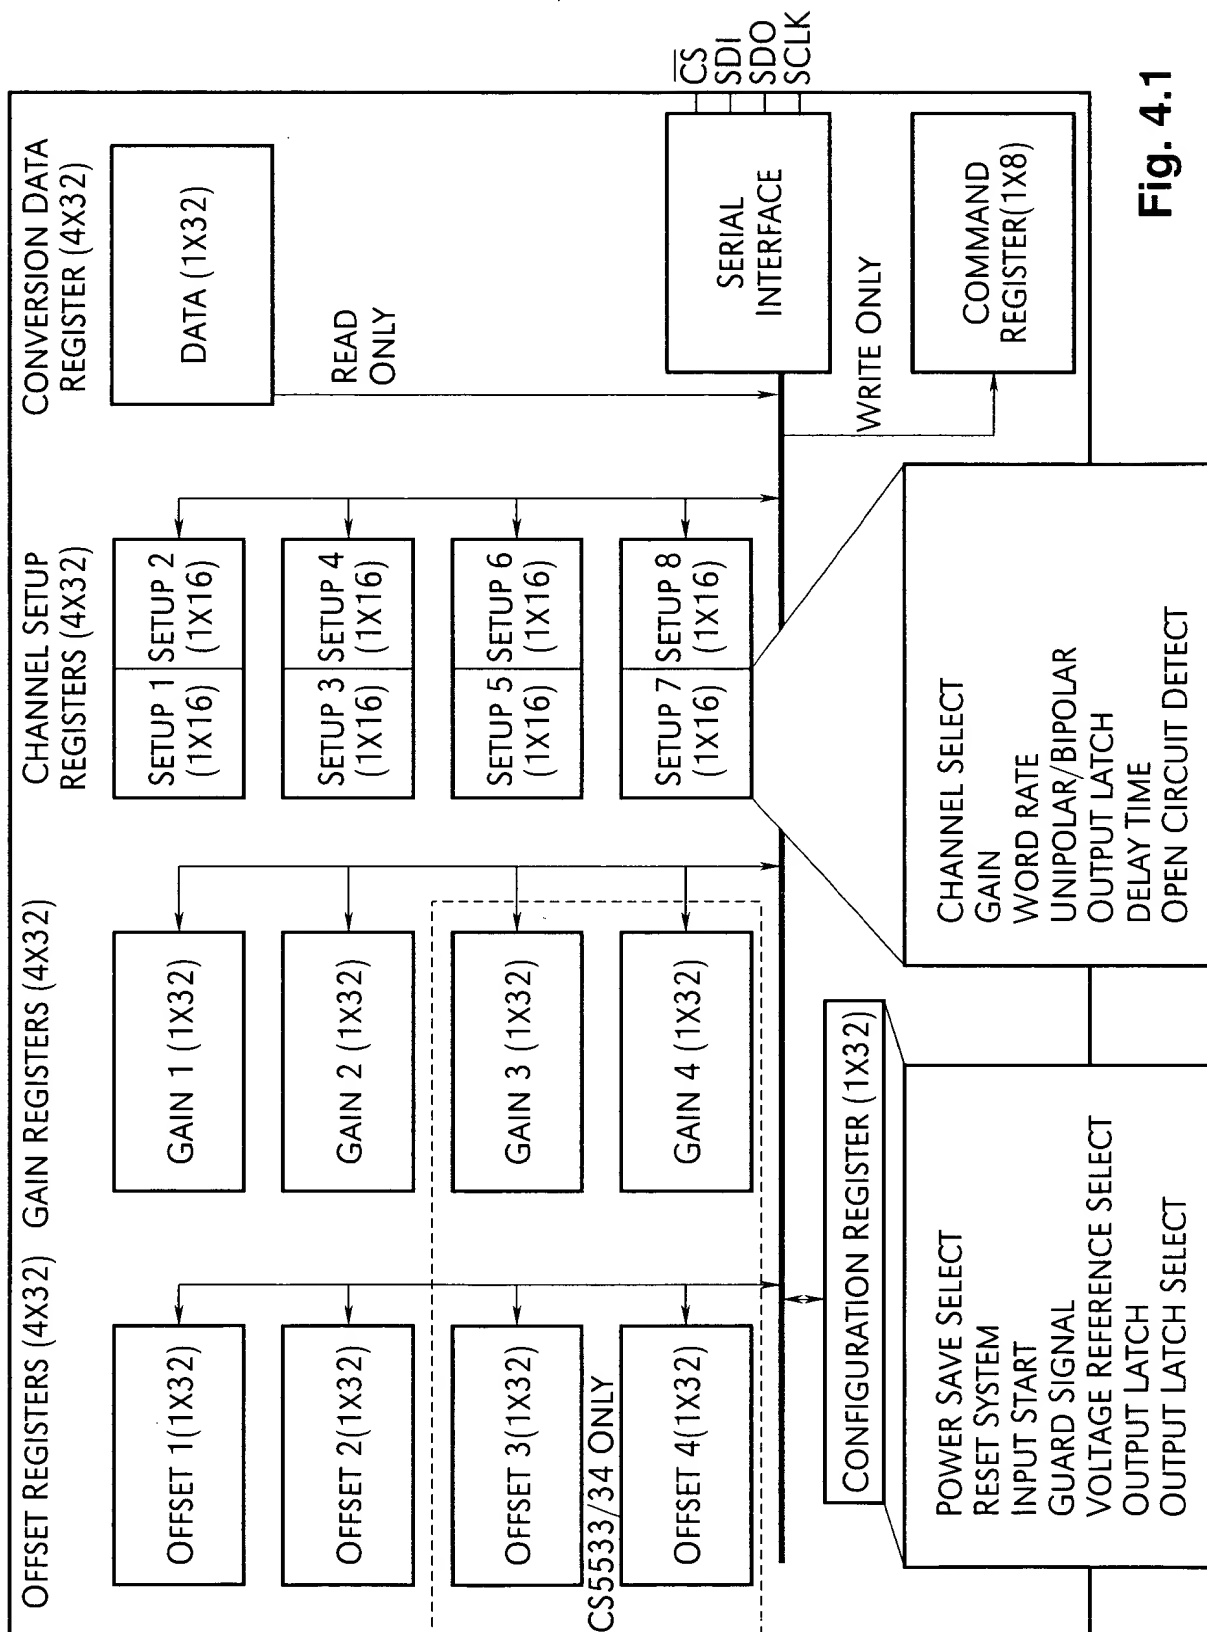 OFFSET REGISTERS (4X32)
GAIN REGISTERS (4X32)
CHANNEL SETUP
REGISTERS (4X32)
CONVERSION DATA
REGISTER (4X32)
OFFSET 1(1X32)
GAIN 1 (1X32)
SETUP 1
(1X16)
SETUP 2
(1X16)
DATA (1X32)
OFFSET 2(1X32)
GAIN 2 (1X32)
SETUP 3
(1X16)
SETUP 4
(1X16)
READ
ONLY
OFFSET 3(1X32)
GAIN 3 (1X32)
SETUP 5
(1X16)
SETUP 6
(1X16)
CS5533/34 ONLY
OFFSET 4(1X32)
GAIN 4 (1X32)
SETUP 7
(1X16)
SETUP 8
(1X16)
SERIAL
INTERFACE
C̅S̅
SDI
SDO
SCLK
CONFIGURATION REGISTER (1X32)
WRITE ONLY
COMMAND
REGISTER(1X8)
POWER SAVE SELECT
RESET SYSTEM
INPUT START
GUARD SIGNAL
VOLTAGE REFERENCE SELECT
OUTPUT LATCH
OUTPUT LATCH SELECT
CHANNEL SELECT
GAIN
WORD RATE
UNIPOLAR/BIPOLAR
OUTPUT LATCH
DELAY TIME
OPEN CIRCUIT DETECT
Fig. 4.1